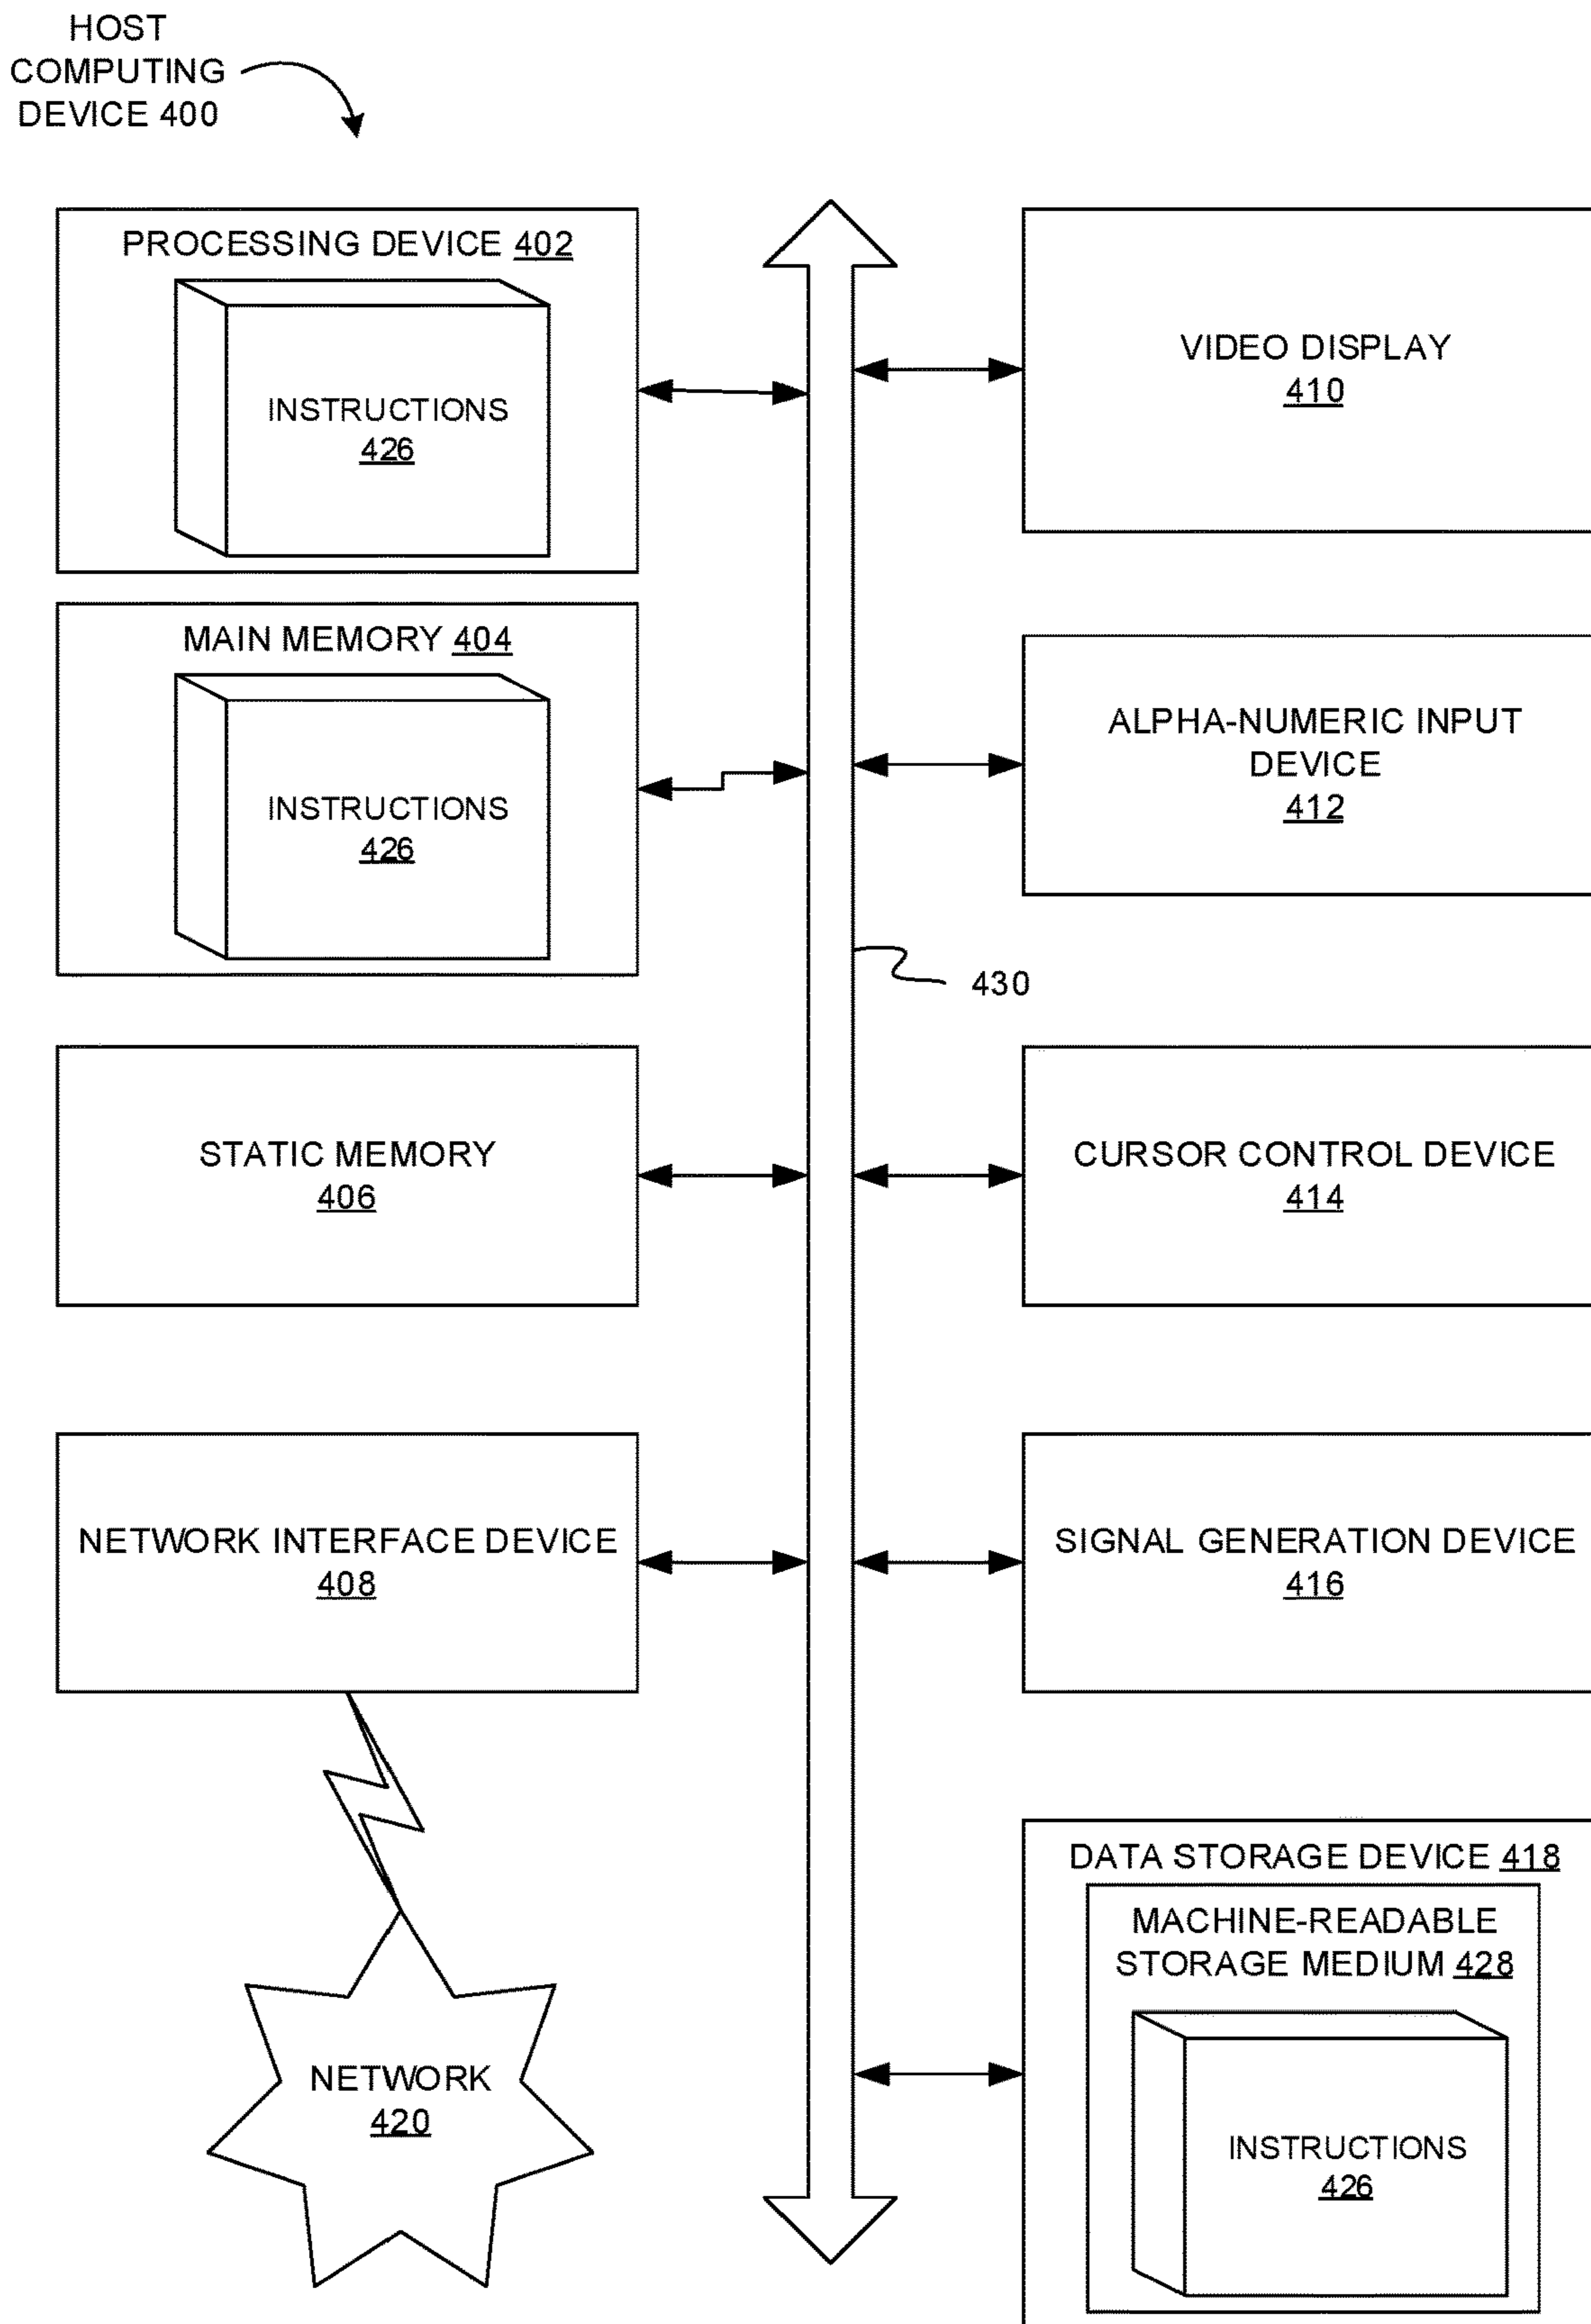 HOST
COMPUTING
DEVICE 400
PROCESSING DEVICE 402
INSTRUCTIONS
426
MAIN MEMORY 404
INSTRUCTIONS
426
STATIC MEMORY
406
NETWORK INTERFACE DEVICE
408
NETWORK
420
VIDEO DISPLAY
410
ALPHA-NUMERIC INPUT
DEVICE
412
430
CURSOR CONTROL DEVICE
414
SIGNAL GENERATION DEVICE
416
DATA STORAGE DEVICE 418
MACHINE-READABLE
STORAGE MEDIUM 428
INSTRUCTIONS
426